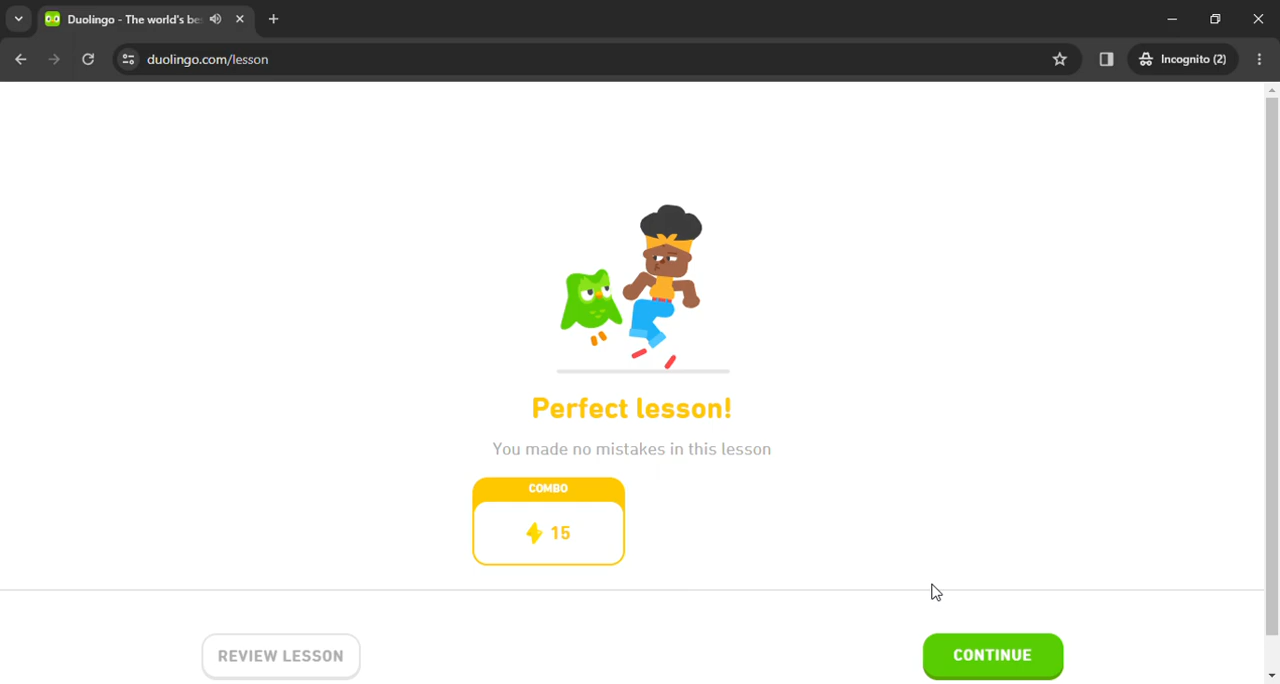 Duolingo - The world's be
duolingo.com/lesson
Incognito (2)
Perfect lesson!
You made no mistakes in this lesson
COMBO
15
REVIEW LESSON
CONTINUE